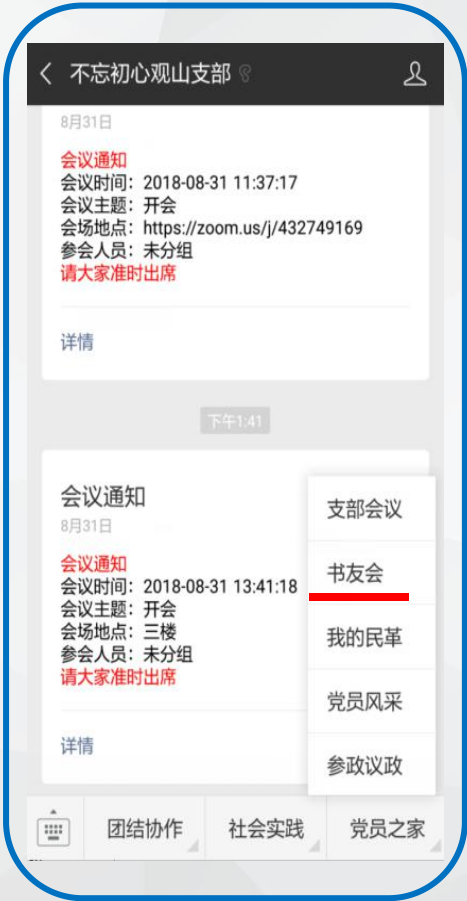 不忘初心观山支部
8月31日
会议通知
会议时间：2018-08-31 11:37:17
会议主题：开会
会场地点：https://zoom.us/j/432749169
参会人员：未分组
请大家准时出席
详情
下午1:41
会议通知
8月31日
会议通知
会议时间：2018-08-31 13:41:18
会议主题：开会
会场地点：三楼
参会人员：未分组
请大家准时出席
详情
支部会议
书友会
我的民革
党员风采
参政议政
团结协作
社会实践
党员之家